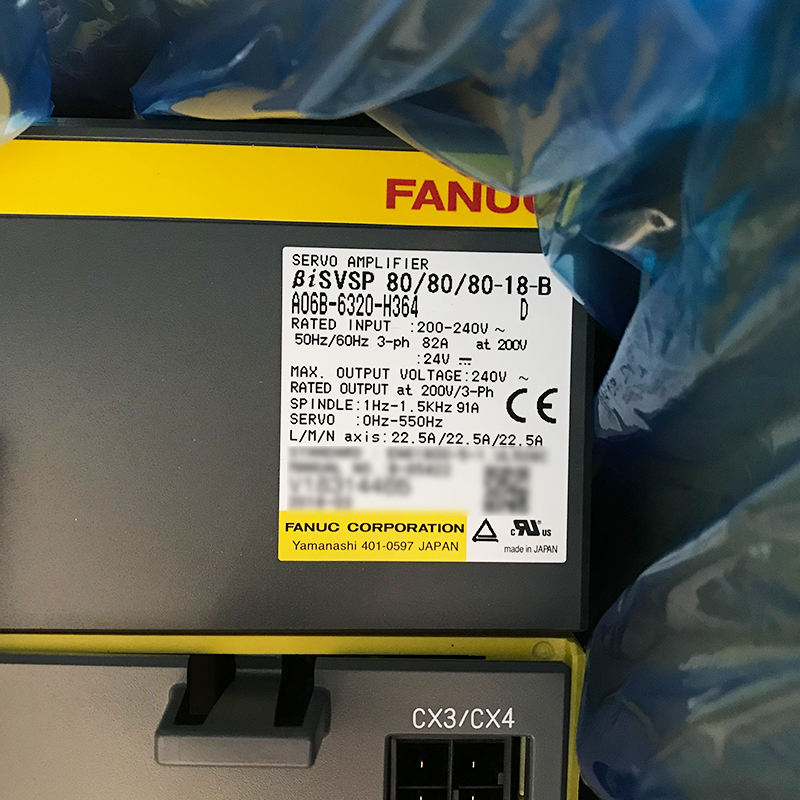 FANUC
SERVO AMPLIFIER
βiSVSP 80/80/80-18-B
A06B-6320-H364 D
RATED INPUT :200-240V ~
50Hz/60Hz 3-ph 82A at 200V
:24V ⎓
MAX. OUTPUT VOLTAGE:240V ~
RATED OUTPUT at 200V/3-Ph
SPINDLE:1Hz-1.5KHz 91A
SERVO :0Hz-550Hz
L/M/N axis:22.5A/22.5A/22.5A
CE
FANUC CORPORATION
Yamanashi 401-0597 JAPAN
c RU us
made in JAPAN
CX3/CX4